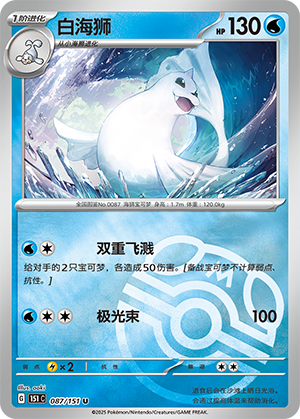 1阶进化
白海狮
HP 130
从小海狮进化
全国图鉴No.0087 海狮宝可梦 身高：1.7m 体重：120.0kg
双重飞溅
给对手的2只宝可梦，各造成50伤害。[备战宝可梦不计算弱点、
抗性。]
极光束 100
弱点 ×2 抗性 撤退
Illus. ooki
G 151 C 087/151 U
©2025 Pokémon/Nintendo/Creatures/GAME FREAK.